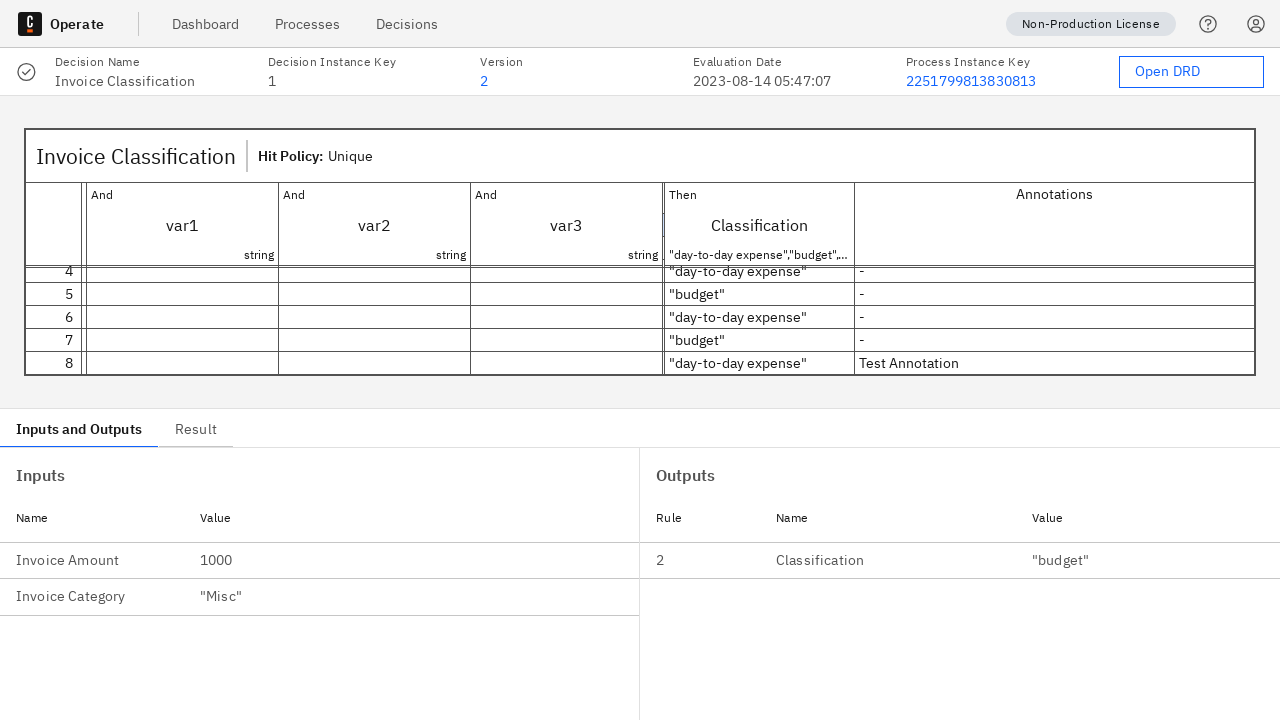 Operate Dashboard Processes Decisions Non-Production License
Decision Name Decision Instance Key Version Evaluation Date Process Instance Key
Invoice Classification 1 2 2023-08-14 05:47:07 2251799813830813 Open DRD
Invoice Classification Hit Policy: Unique
And And And Then Annotations
var1 var2 var3 Classification
string string string "day-to-day expense","budget",...
4 "day-to-day expense" -
5 "budget" -
6 "day-to-day expense" -
7 "budget" -
8 "day-to-day expense" Test Annotation
Inputs and Outputs Result
Inputs Outputs
Name Value Rule Name Value
Invoice Amount 1000 2 Classification "budget"
Invoice Category "Misc"